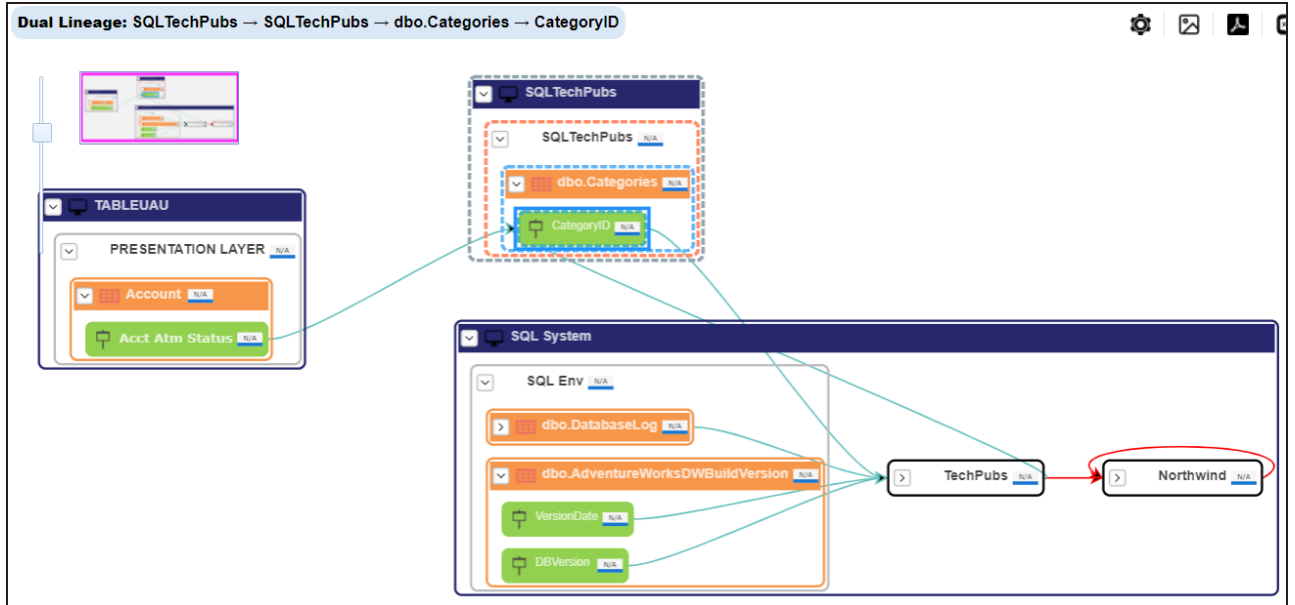 Dual Lineage: SQLTechPubs → SQLTechPubs → dbo.Categories → CategoryID
SQLTechPubs
SQLTechPubs N/A
dbo.Categories N/A
CategoryID N/A
TABLEUAU
PRESENTATION LAYER N/A
Account N/A
Acct Atm Status N/A
SQL System
SQL Env N/A
dbo.DatabaseLog N/A
dbo.AdventureWorksDWBuildVersion N/A
VersionDate N/A
DBVersion N/A
TechPubs N/A
Northwind N/A